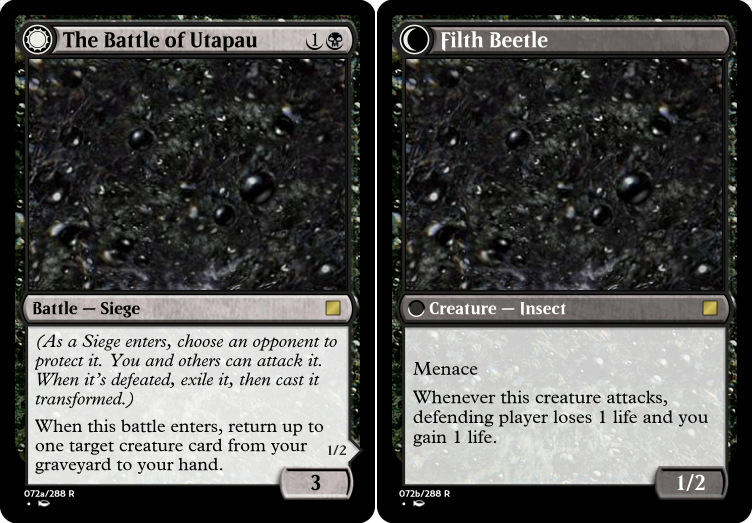 The Battle of Utapau 1
Battle — Siege
(As a Siege enters, choose an opponent to
protect it. You and others can attack it.
When it's defeated, exile it, then cast it
transformed.)
When this battle enters, return up to
one target creature card from your
graveyard to your hand.
1/2
3
072a/288 R
Filth Beetle
Creature — Insect
Menace
Whenever this creature attacks,
defending player loses 1 life and you
gain 1 life.
1/2
072b/288 R